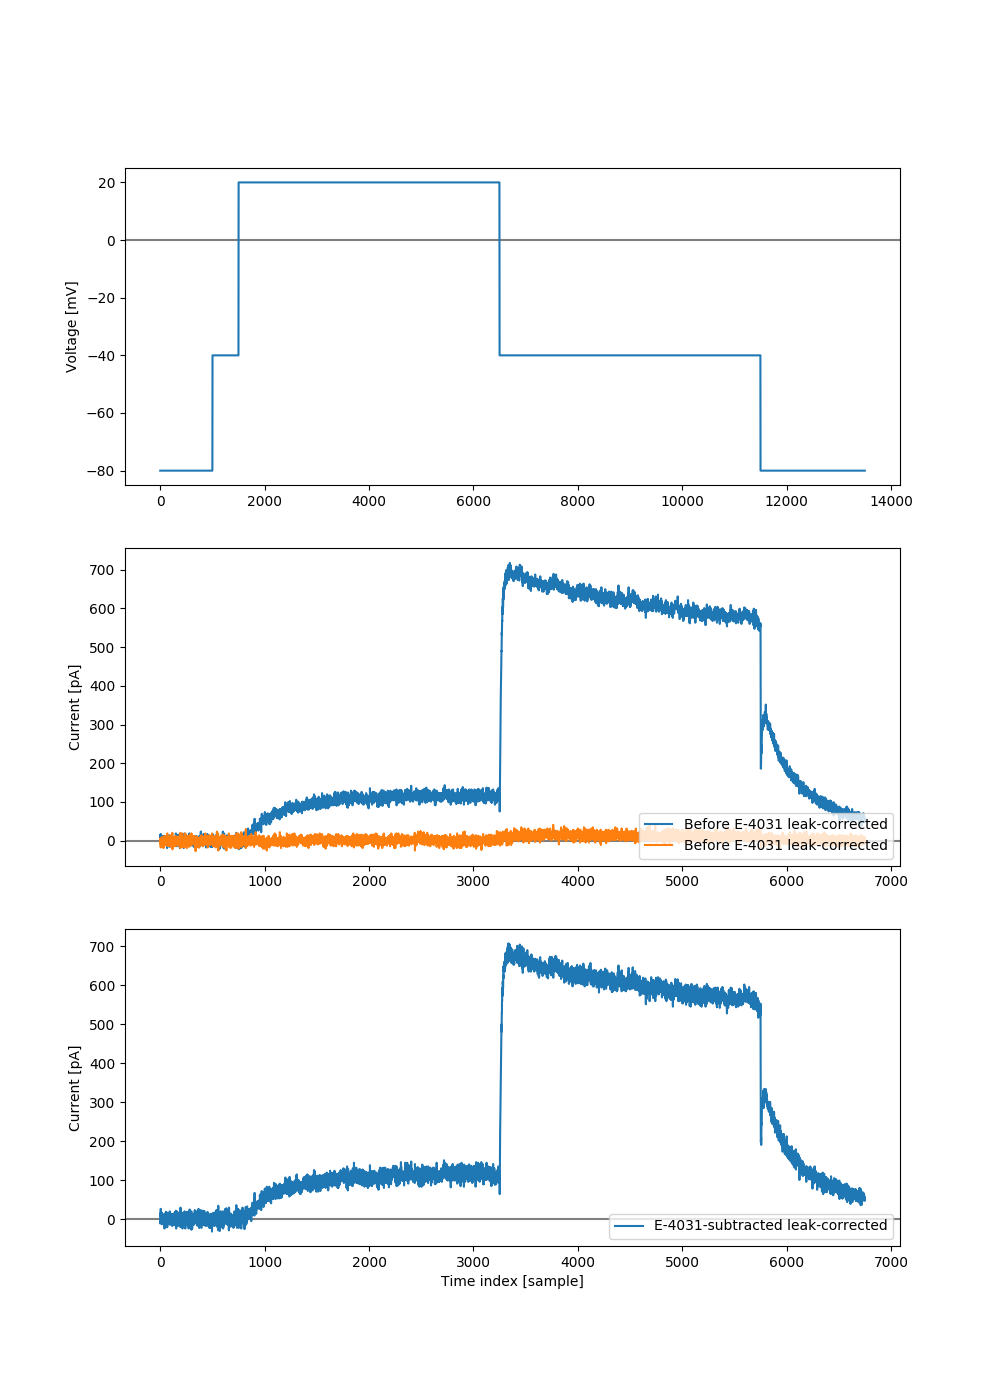 Voltage [mV]
20
0
−20
−40
−60
−80
0 2000 4000 6000 8000 10000 12000 14000
Current [pA]
700
600
500
400
300
200
100
0
Before E-4031 leak-corrected
Before E-4031 leak-corrected
0 1000 2000 3000 4000 5000 6000 7000
Current [pA]
700
600
500
400
300
200
100
0
E-4031-subtracted leak-corrected
0 1000 2000 3000 4000 5000 6000 7000
Time index [sample]